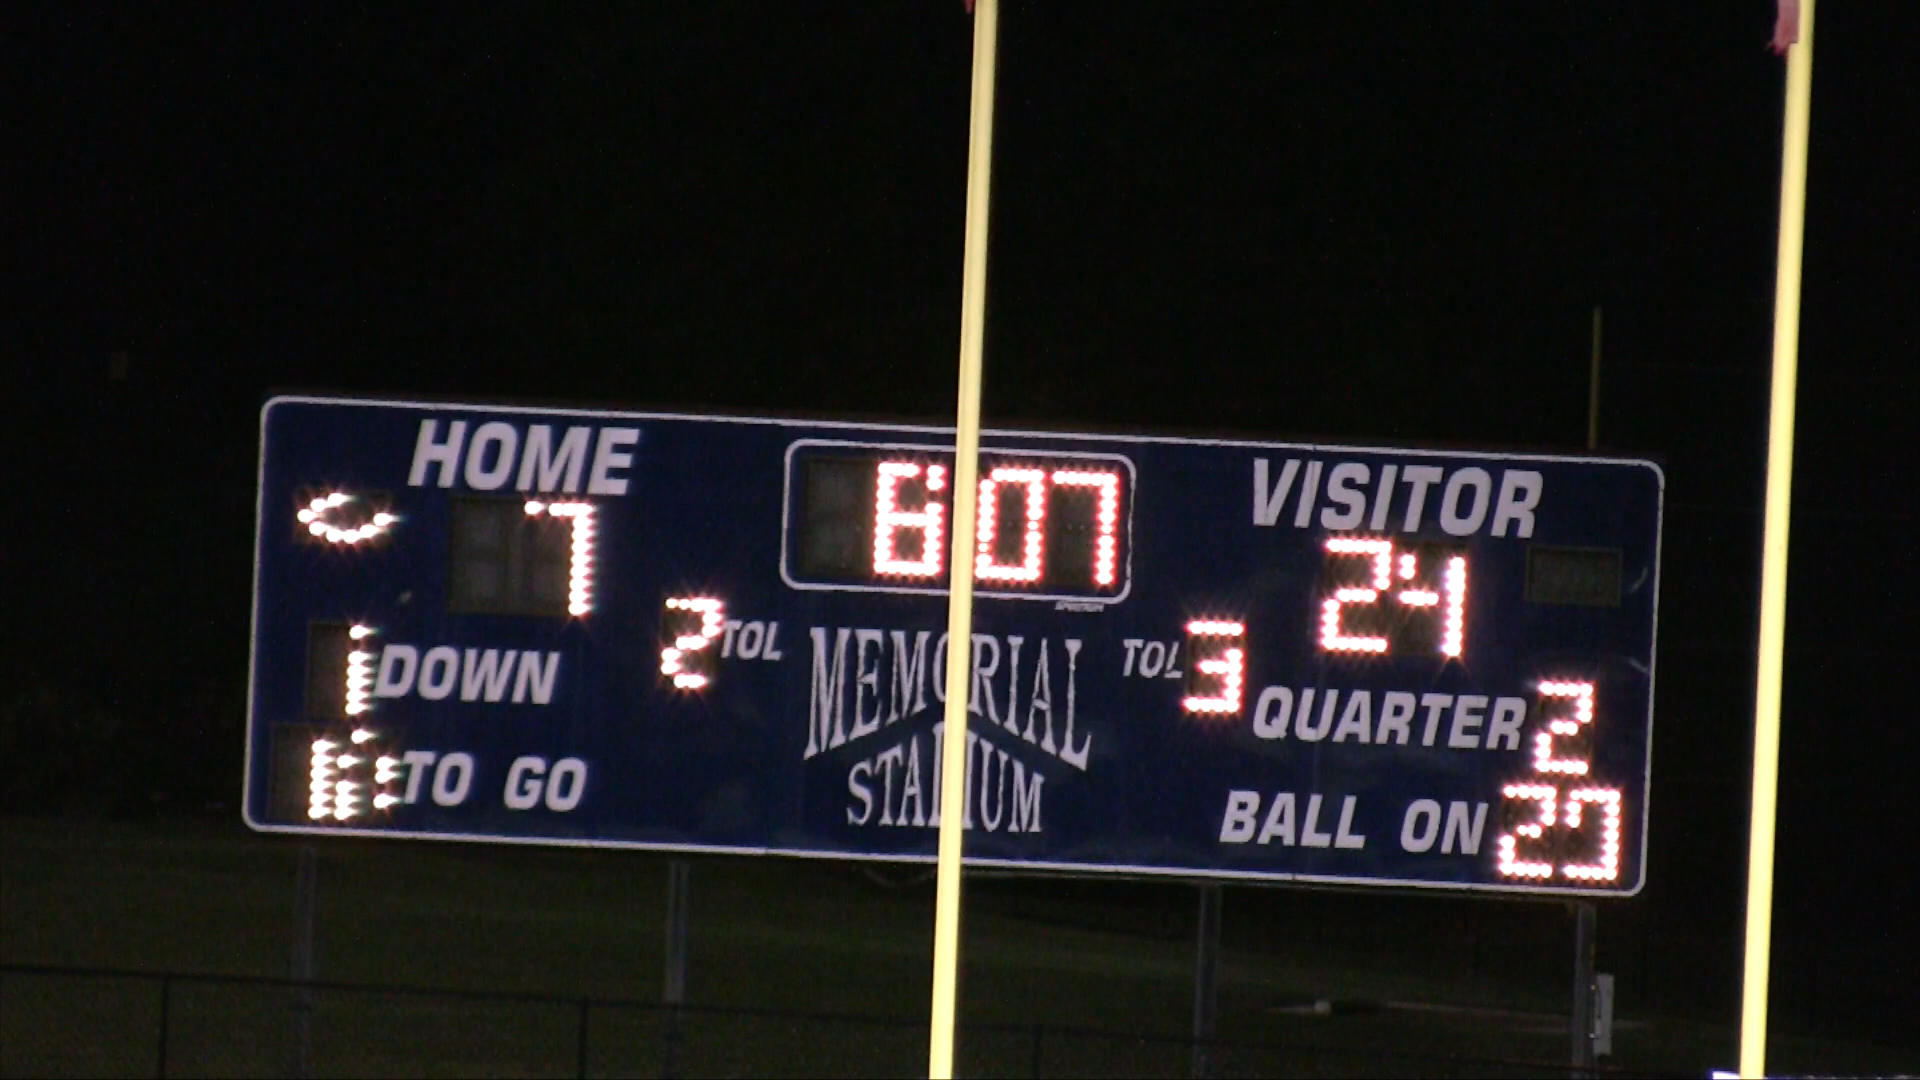 HOME 6:07 VISITOR
7 24
2 TOL MEMORIAL TOL 3
1 DOWN QUARTER 2
TO GO STADIUM BALL ON